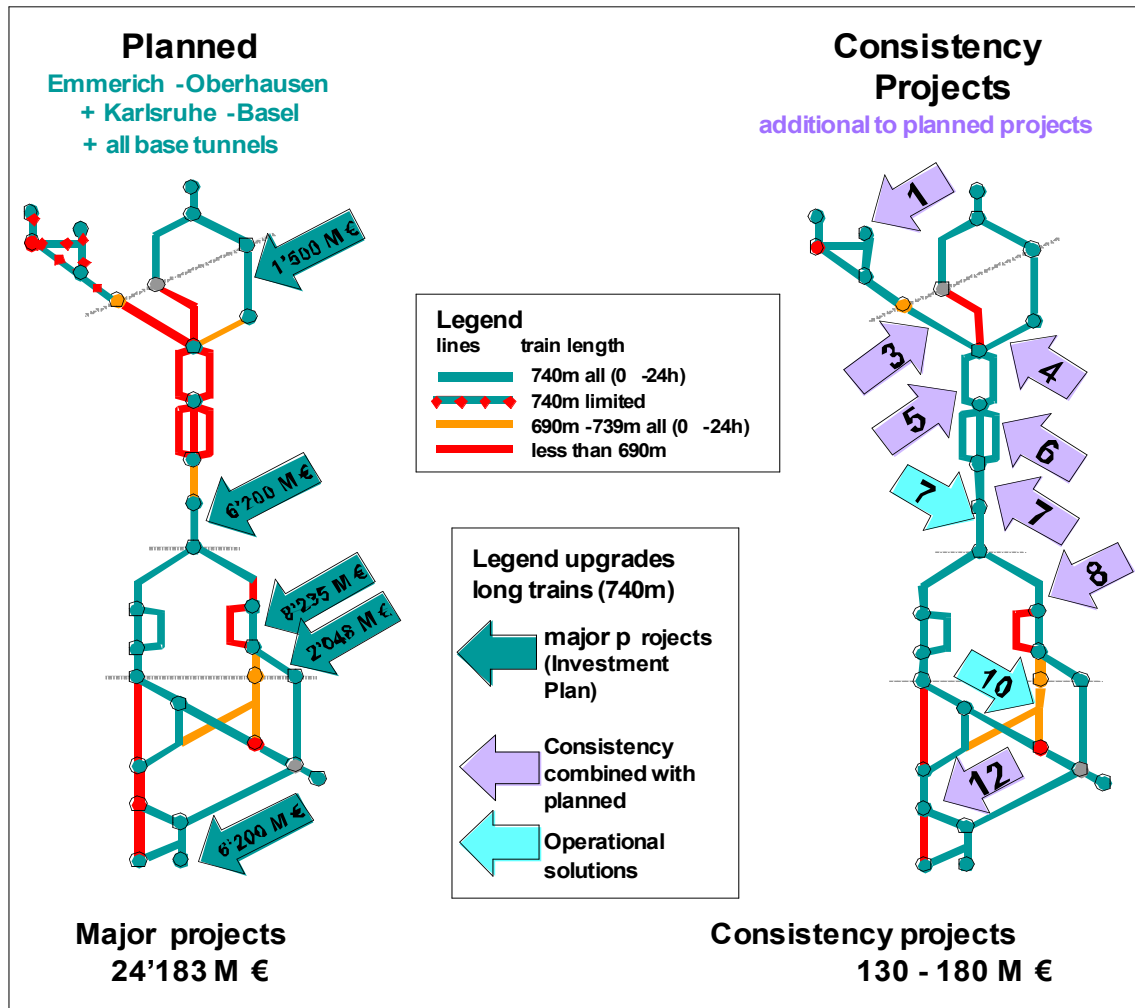 Planned
Emmerich -Oberhausen
+ Karlsruhe -Basel
+ all base tunnels
1’500 M €
6’200 M €
8’235 M €
2’048 M €
6’200 M €
Major projects
24’183 M €
Legend
lines train length
740m all (0 -24h)
740m limited
690m -739m all (0 -24h)
less than 690m
Legend upgrades
long trains (740m)
major p rojects
(Investment
Plan)
Consistency
combined with
planned
Operational
solutions
Consistency
Projects
additional to planned projects
1
3
4
5
6
7
7
8
10
12
Consistency projects
130 - 180 M €